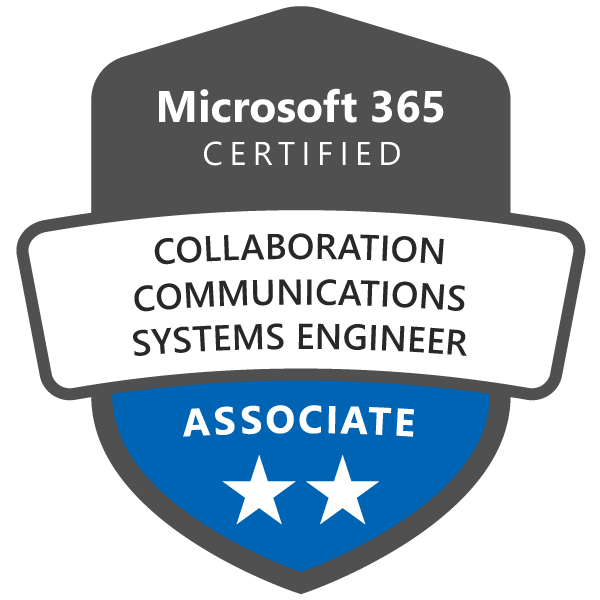 Microsoft 365
CERTIFIED
COLLABORATION
COMMUNICATIONS
SYSTEMS ENGINEER
ASSOCIATE